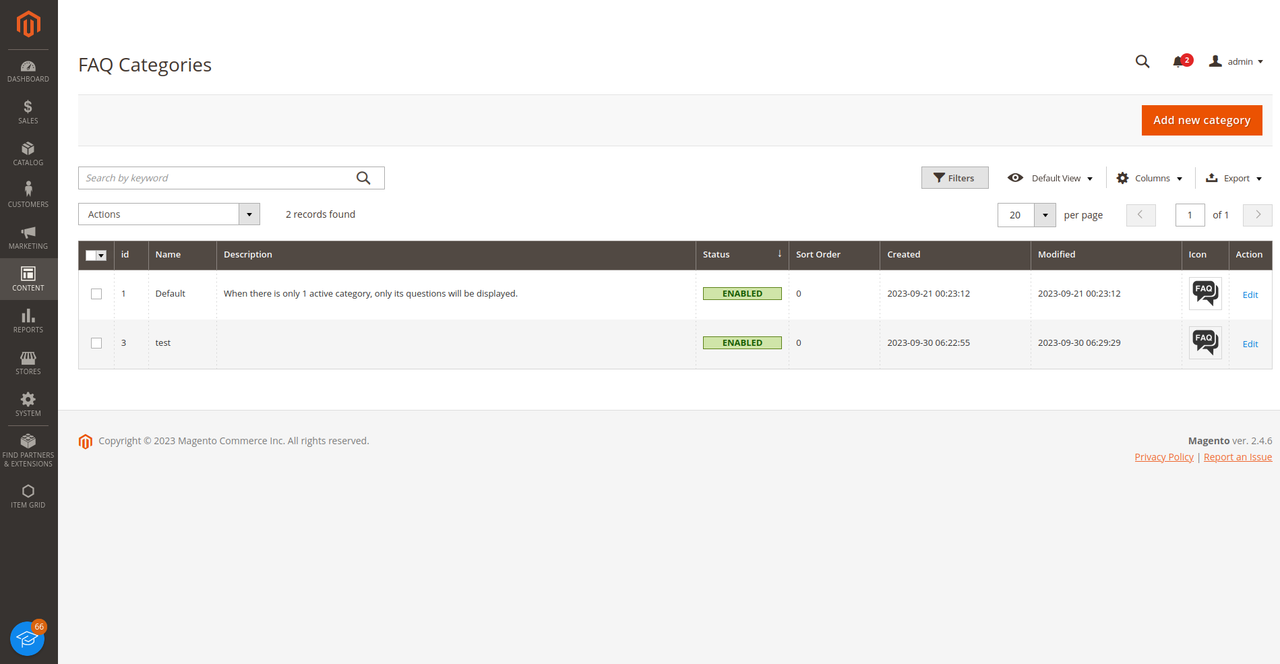 FAQ Categories
2
admin
Add new category
Search by keyword
Filters
Default View
Columns
Export
Actions
2 records found
20
per page
1
of 1
id Name Description Status ↓ Sort Order Created Modified Icon Action
1 Default When there is only 1 active category, only its questions will be displayed. ENABLED 0 2023-09-21 00:23:12 2023-09-21 00:23:12 FAQ Edit
3 test ENABLED 0 2023-09-30 06:22:55 2023-09-30 06:29:29 FAQ Edit
Copyright © 2023 Magento Commerce Inc. All rights reserved.
Magento ver. 2.4.6
Privacy Policy | Report an Issue
DASHBOARD
SALES
CATALOG
CUSTOMERS
MARKETING
CONTENT
REPORTS
STORES
SYSTEM
FIND PARTNERS
& EXTENSIONS
ITEM GRID
66